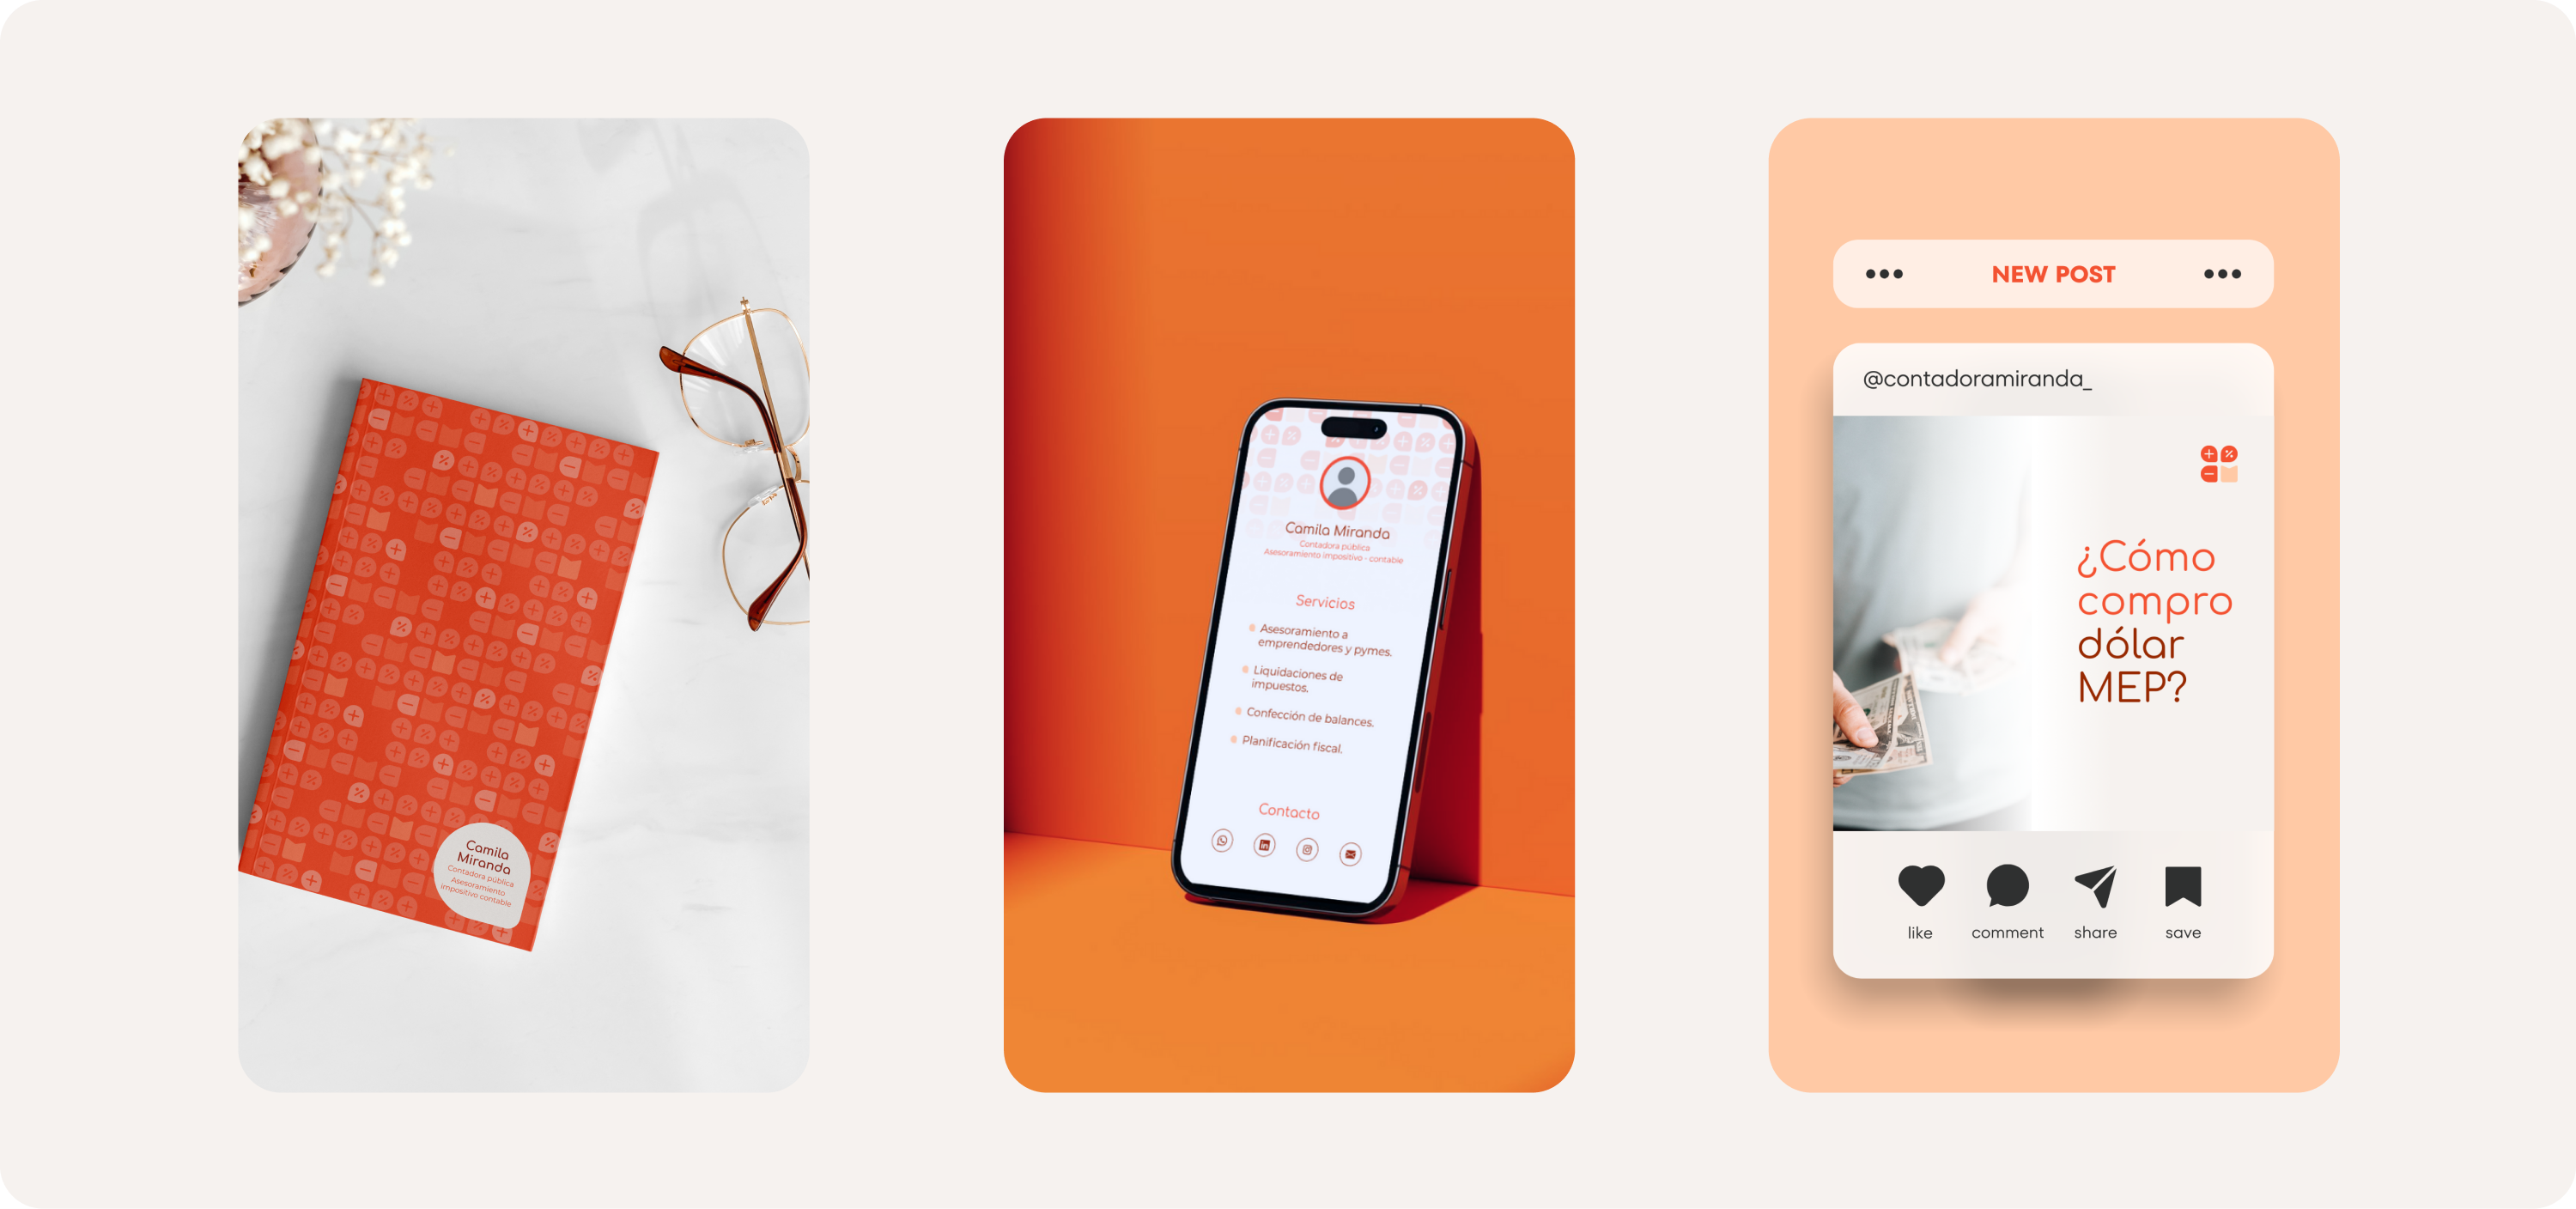 Camila
Miranda
Contadora pública
Asesoramiento
impositivo contable
Camila Miranda
Contadora pública
Asesoramiento impositivo - contable
Servicios
Asesoramiento a
emprendedores y pymes.
Liquidaciones de
impuestos.
Confección de balances.
Planificación fiscal.
Contacto
NEW POST
@contadoramiranda_
¿Cómo
compro
dólar
MEP?
like
comment
share
save